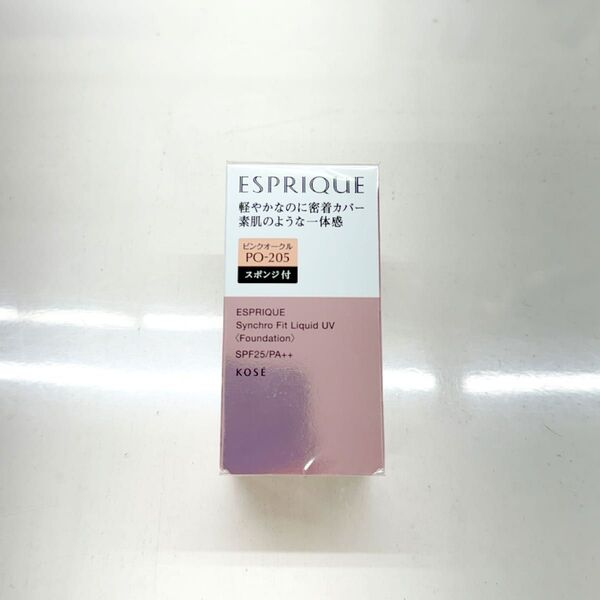 ESPRIQUE
軽やかなのに密着カバー
素肌のような一体感
ピンクオークル
PO-205
スポンジ付
ESPRIQUE
Synchro Fit Liquid UV
〈Foundation〉
SPF25/PA++
KOSÉ